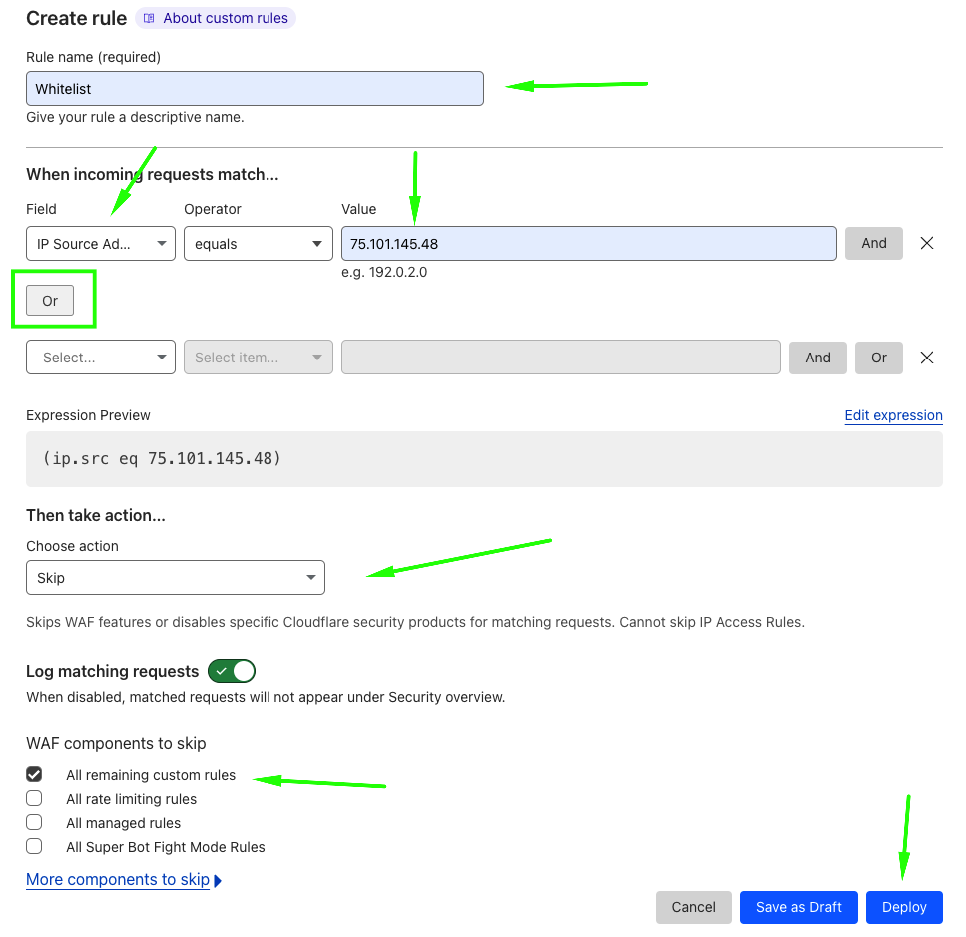 Create rule About custom rules
Rule name (required)
Whitelist
Give your rule a descriptive name.
When incoming requests match...
Field Operator Value
IP Source Ad... equals 75.101.145.48 And
e.g. 192.0.2.0
Or
Select... Select item... And Or
Expression Preview Edit expression
(ip.src eq 75.101.145.48)
Then take action...
Choose action
Skip
Skips WAF features or disables specific Cloudflare security products for matching requests. Cannot skip IP Access Rules.
Log matching requests
When disabled, matched requests will not appear under Security overview.
WAF components to skip
All remaining custom rules
All rate limiting rules
All managed rules
All Super Bot Fight Mode Rules
More components to skip
Cancel Save as Draft Deploy